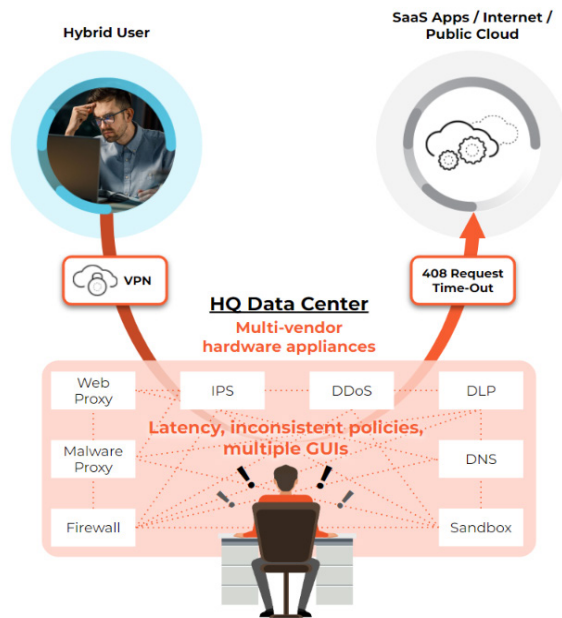 Hybrid User
SaaS Apps / Internet /
Public Cloud
VPN
408 Request
Time-Out
HQ Data Center
Multi-vendor
hardware appliances
Web
Proxy
IPS
DDoS
DLP
Latency, inconsistent policies,
multiple GUIs
Malware
Proxy
DNS
Firewall
Sandbox
! ! ! !